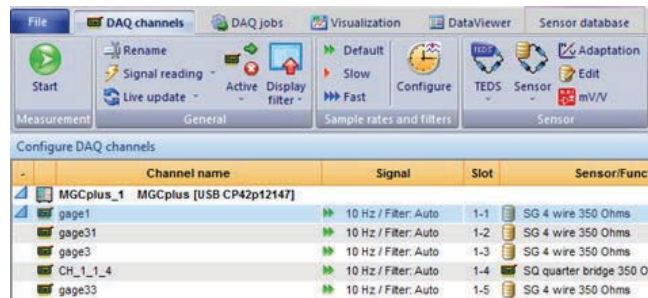 File DAQ channels DAQ jobs Visualization DataViewer Sensor database
Rename Default Adaptation
Signal reading Slow Edit
Start Live update Active Display filter Fast Configure TEDS Sensor mV/V
Measurement General Sample rates and filters Sensor
Configure DAQ channels
- Channel name Signal Slot Sensor/Func
MGCplus_1 MGCplus [USB CP42p12147]
gage1 10 Hz / Filter: Auto 1-1 SG 4 wire 350 Ohms
gage31 10 Hz / Filter: Auto 1-2 SG 4 wire 350 Ohms
gage3 10 Hz / Filter: Auto 1-3 SG 4 wire 350 Ohms
CH_1_1_4 10 Hz / Filter: Auto 1-4 SQ quarter bridge 350 O
gage33 10 Hz / Filter: Auto 1-5 SG 4 wire 350 Ohms